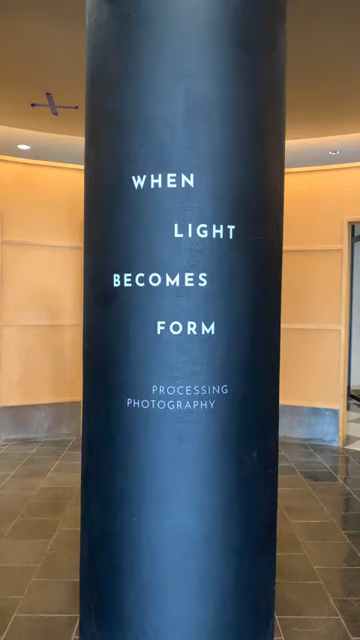 WHEN
LIGHT
BECOMES
FORM
PROCESSING
PHOTOGRAPHY